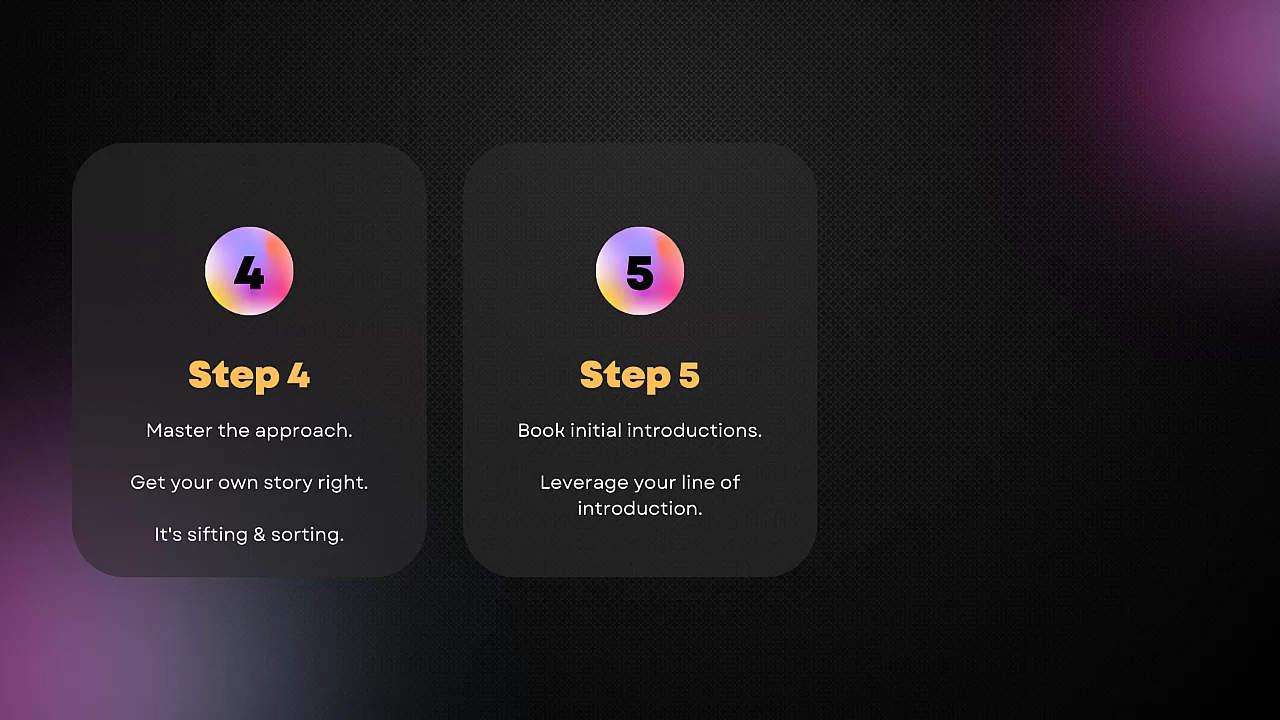 4
Step 4
Master the approach.
Get your own story right.
It's sifting & sorting.
5
Step 5
Book initial introductions.
Leverage your line of
introduction.